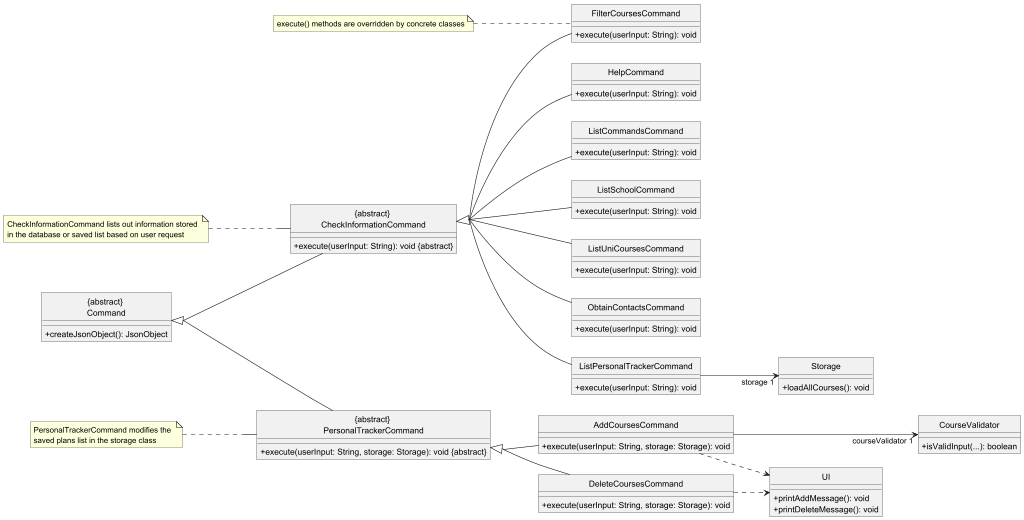 execute() methods are overridden by concrete classes
FilterCoursesCommand
+execute(userInput: String): void
HelpCommand
+execute(userInput: String): void
ListCommandsCommand
+execute(userInput: String): void
ListSchoolCommand
+execute(userInput: String): void
CheckInformationCommand lists out information stored
in the database or saved list based on user request
{abstract}
CheckInformationCommand
+execute(userInput: String): void {abstract}
ListUniCoursesCommand
+execute(userInput: String): void
{abstract}
Command
+createJsonObject(): JsonObject
ObtainContactsCommand
+execute(userInput: String): void
ListPersonalTrackerCommand
+execute(userInput: String): void
storage 1
Storage
+loadAllCourses(): void
PersonalTrackerCommand modifies the
saved plans list in the storage class
{abstract}
PersonalTrackerCommand
+execute(userInput: String, storage: Storage): void {abstract}
AddCoursesCommand
+execute(userInput: String, storage: Storage): void
courseValidator 1
CourseValidator
+isValidInput(...): boolean
DeleteCoursesCommand
+execute(userInput: String, storage: Storage): void
UI
+printAddMessage(): void
+printDeleteMessage(): void